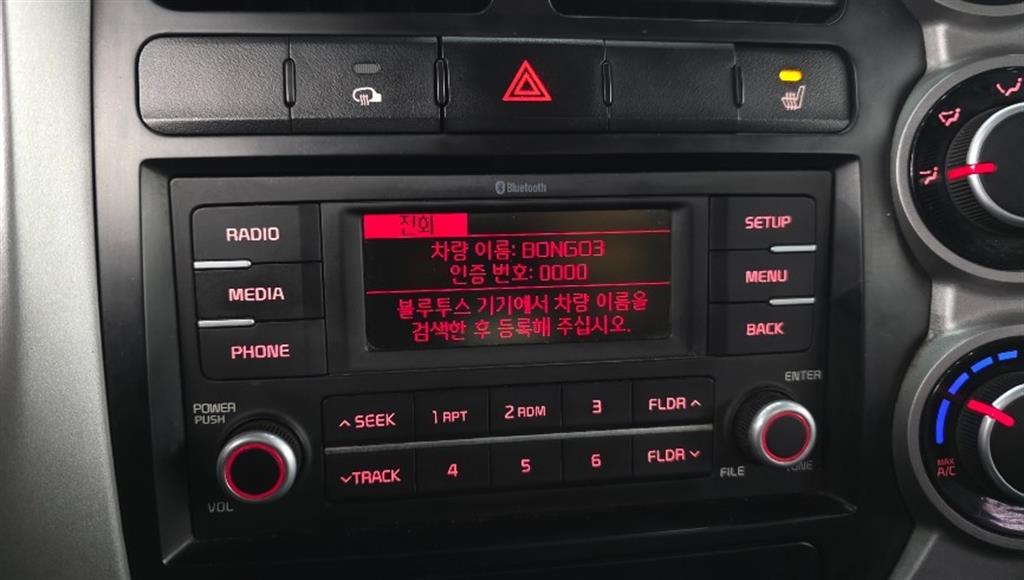 Bluetooth
RADIO
MEDIA
PHONE
전화
차량 이름: BONGO3
인증 번호: 0000
블루투스 기기에서 차량 이름을
검색한 후 등록해 주십시오.
SETUP
MENU
BACK
POWER
PUSH
VOL
SEEK
1 RPT
2 RDM
3
FLDR
TRACK
4
5
6
FLDR
ENTER
FILE
TUNE
MAX
A/C